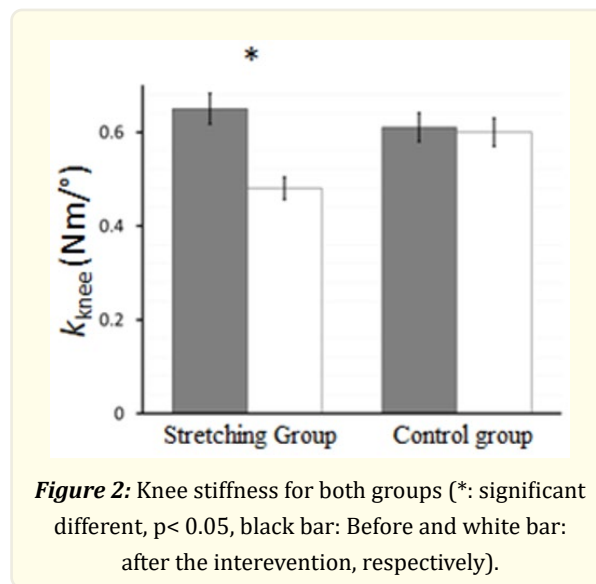 *
k knee (Nm/°)
0.6
0.4
0.2
0
Stretching Group Control group
Figure 2: Knee stiffness for both groups (*: significant
different, p< 0.05, black bar: Before and white bar:
after the interevention, respectively).